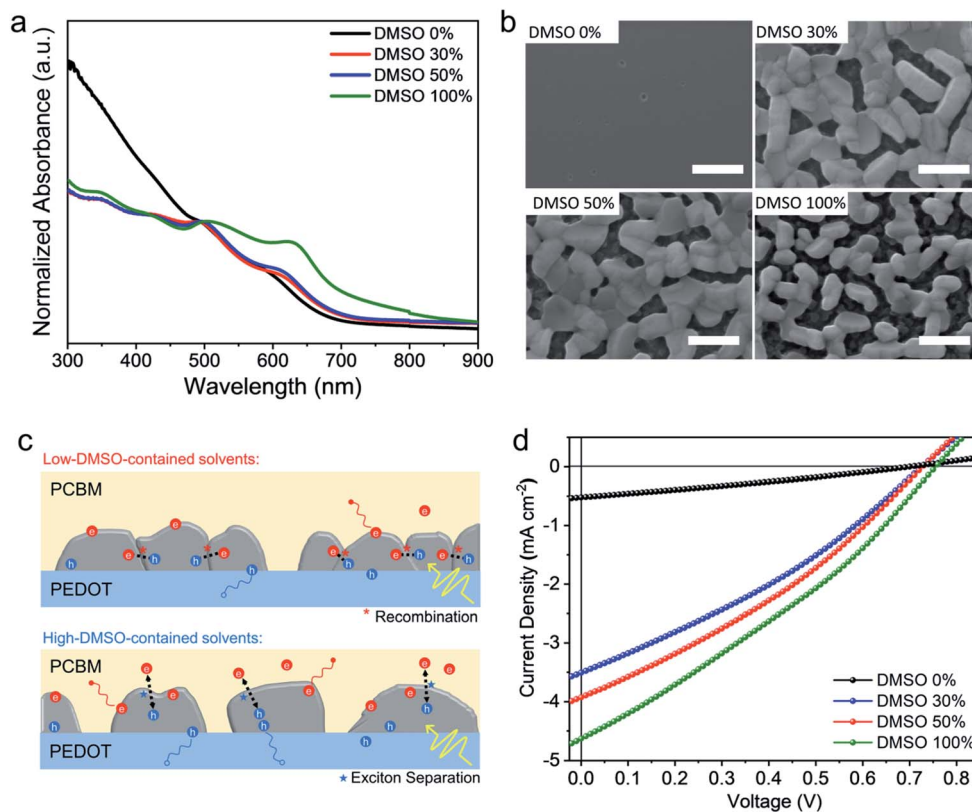 a
Normalized Absorbance (a.u.)
DMSO 0%
DMSO 30%
DMSO 50%
DMSO 100%
300 400 500 600 700 800 900
Wavelength (nm)
b
DMSO 0%
DMSO 30%
DMSO 50%
DMSO 100%
c
Low-DMSO-contained solvents:
PCBM
e e e e e e e e e
h h h h h h
PEDOT
* Recombination
High-DMSO-contained solvents:
PCBM
e e e e e e e e
h h h h h h
PEDOT
★ Exciton Separation
d
Current Density (mA cm⁻²)
0
-1
-2
-3
-4
-5
DMSO 0%
DMSO 30%
DMSO 50%
DMSO 100%
0.0 0.1 0.2 0.3 0.4 0.5 0.6 0.7 0.8
Voltage (V)